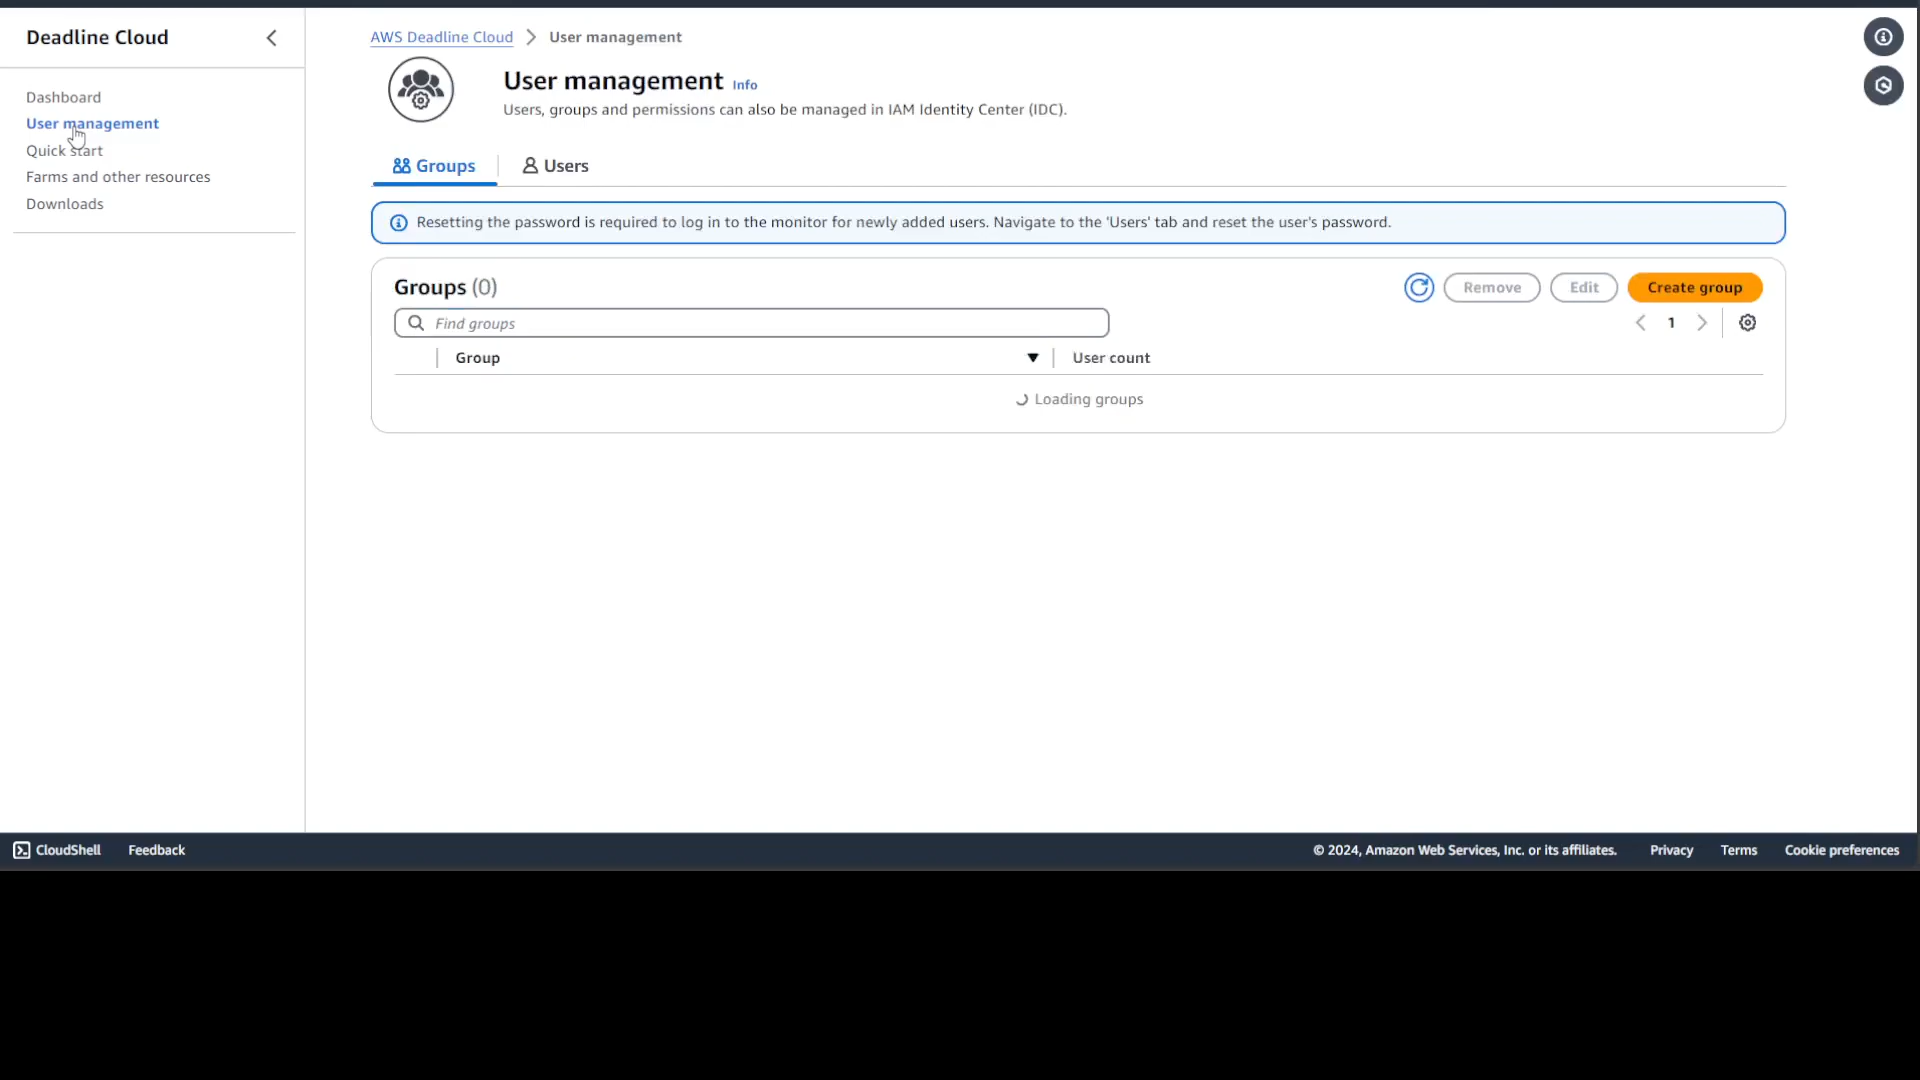 Deadline Cloud
Dashboard
User management
Quick start
Farms and other resources
Downloads
AWS Deadline Cloud > User management
User management Info
Users, groups and permissions can also be managed in IAM Identity Center (IDC).
Groups
Users
Resetting the password is required to log in to the monitor for newly added users. Navigate to the 'Users' tab and reset the user's password.
Groups (0)
Remove
Edit
Create group
Find groups
1
Group
User count
Loading groups
CloudShell
Feedback
© 2024, Amazon Web Services, Inc. or its affiliates.
Privacy
Terms
Cookie preferences